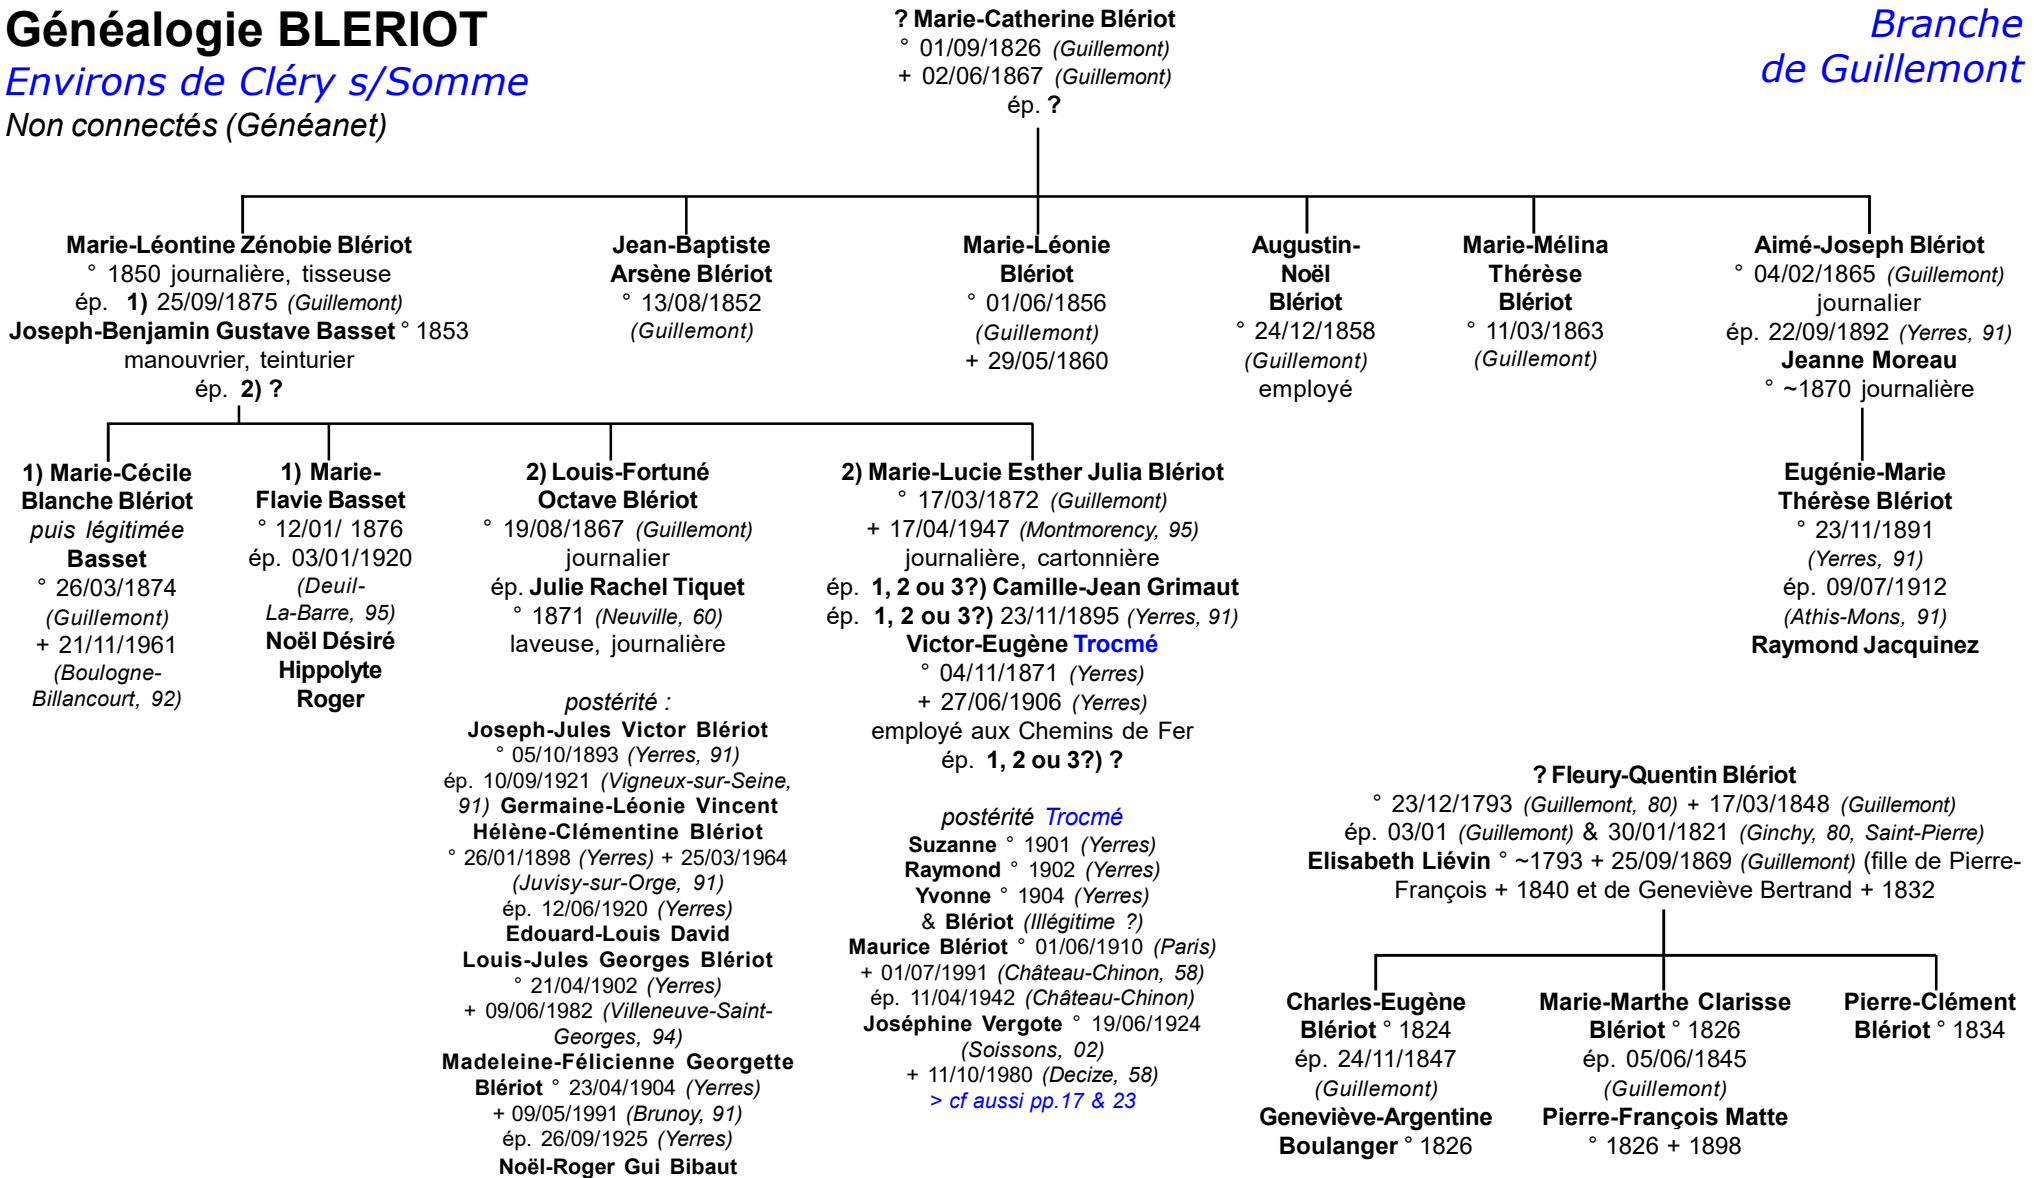 Généalogie BLERIOT
Environs de Cléry s/Somme
Non connectés (Généanet)
? Marie-Catherine Blériot
° 01/09/1826 (Guillemont)
+ 02/06/1867 (Guillemont)
ép. ?
Branche
de Guillemont
Marie-Léontine Zénobie Blériot
° 1850 journalière, tisseuse
ép. 1) 25/09/1875 (Guillemont)
Joseph-Benjamin Gustave Basset ° 1853
manouvrier, teinturier
ép. 2) ?
Jean-Baptiste
Arsène Blériot
° 13/08/1852
(Guillemont)
Marie-Léonie
Blériot
° 01/06/1856
(Guillemont)
+ 29/05/1860
Augustin-
Noël
Blériot
° 24/12/1858
(Guillemont)
employé
Marie-Mélina
Thérèse
Blériot
° 11/03/1863
(Guillemont)
Aimé-Joseph Blériot
° 04/02/1865 (Guillemont)
journalier
ép. 22/09/1892 (Yerres, 91)
Jeanne Moreau
° ~1870 journalière
1) Marie-Cécile
Blanche Blériot
puis légitimée
Basset
° 26/03/1874
(Guillemont)
+ 21/11/1961
(Boulogne-
Billancourt, 92)
1) Marie-
Flavie Basset
° 12/01/ 1876
ép. 03/01/1920
(Deuil-
La-Barre, 95)
Noël Désiré
Hippolyte
Roger
2) Louis-Fortuné
Octave Blériot
° 19/08/1867 (Guillemont)
journalier
ép. Julie Rachel Tiquet
° 1871 (Neuville, 60)
laveuse, journalière
postérité :
Joseph-Jules Victor Blériot
° 05/10/1893 (Yerres, 91)
ép. 10/09/1921 (Vigneux-sur-Seine,
91) Germaine-Léonie Vincent
Hélène-Clémentine Blériot
° 26/01/1898 (Yerres) + 25/03/1964
(Juvisy-sur-Orge, 91)
ép. 12/06/1920 (Yerres)
Edouard-Louis David
Louis-Jules Georges Blériot
° 21/04/1902 (Yerres)
+ 09/06/1982 (Villeneuve-Saint-
Georges, 94)
Madeleine-Félicienne Georgette
Blériot ° 23/04/1904 (Yerres)
+ 09/05/1991 (Brunoy, 91)
ép. 26/09/1925 (Yerres)
Noël-Roger Gui Bibaut
2) Marie-Lucie Esther Julia Blériot
° 17/03/1872 (Guillemont)
+ 17/04/1947 (Montmorency, 95)
journalière, cartonnière
ép. 1, 2 ou 3?) Camille-Jean Grimaut
ép. 1, 2 ou 3?) 23/11/1895 (Yerres, 91)
Victor-Eugène Trocmé
° 04/11/1871 (Yerres)
+ 27/06/1906 (Yerres)
employé aux Chemins de Fer
ép. 1, 2 ou 3?) ?
postérité Trocmé
Suzanne ° 1901 (Yerres)
Raymond ° 1902 (Yerres)
Yvonne ° 1904 (Yerres)
& Blériot (Illégitime ?)
Maurice Blériot ° 01/06/1910 (Paris)
+ 01/07/1991 (Château-Chinon, 58)
ép. 11/04/1942 (Château-Chinon)
Joséphine Vergote ° 19/06/1924
(Soissons, 02)
+ 11/10/1980 (Decize, 58)
> cf aussi pp.17 & 23
Eugénie-Marie
Thérèse Blériot
° 23/11/1891
(Yerres, 91)
ép. 09/07/1912
(Athis-Mons, 91)
Raymond Jacquinez
? Fleury-Quentin Blériot
° 23/12/1793 (Guillemont, 80) + 17/03/1848 (Guillemont)
ép. 03/01 (Guillemont) & 30/01/1821 (Ginchy, 80, Saint-Pierre)
Elisabeth Liévin ° ~1793 + 25/09/1869 (Guillemont) (fille de Pierre-
François + 1840 et de Geneviève Bertrand + 1832
Charles-Eugène
Blériot ° 1824
ép. 24/11/1847
(Guillemont)
Geneviève-Argentine
Boulanger ° 1826
Marie-Marthe Clarisse
Blériot ° 1826
ép. 05/06/1845
(Guillemont)
Pierre-François Matte
° 1826 + 1898
Pierre-Clément
Blériot ° 1834